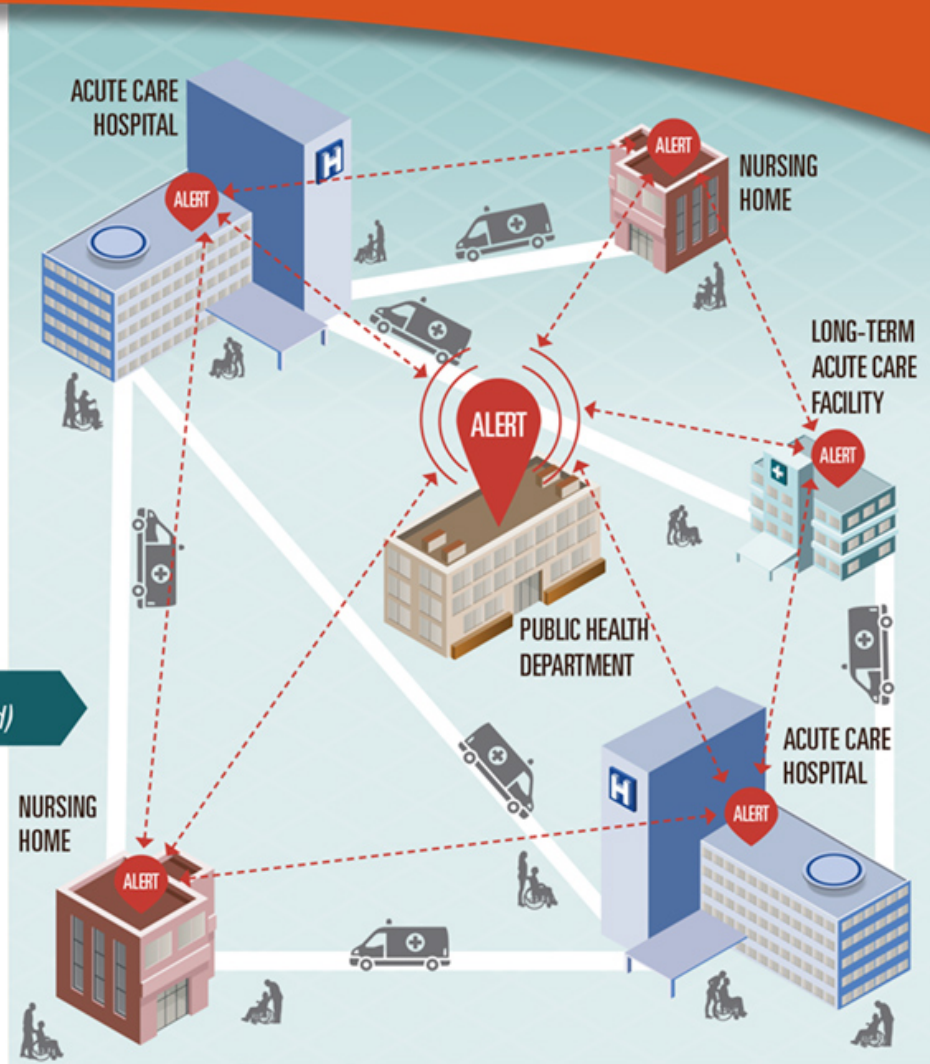 ACUTE CARE
HOSPITAL
H
ALERT
ALERT
NURSING
HOME
LONG-TERM
ACUTE CARE
FACILITY
ALERT
ALERT
PUBLIC HEALTH
DEPARTMENT
ACUTE CARE
HOSPITAL
H
ALERT
NURSING
HOME
ALERT